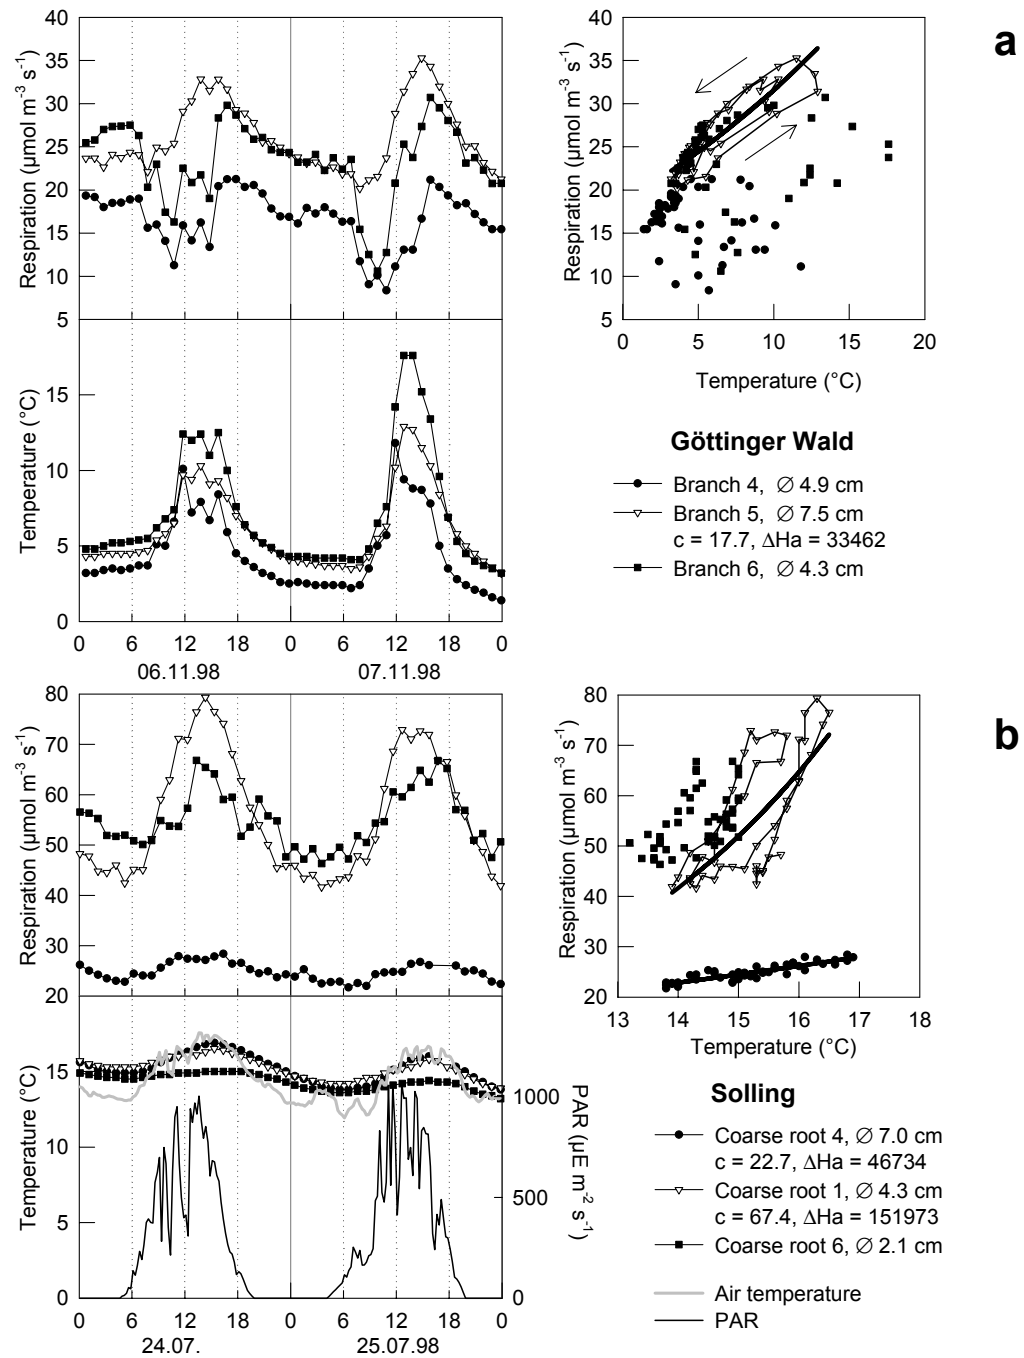 a
40
35
30
25
20
15
10
5
Respiration (µmol m⁻³ s⁻¹)
40
35
30
25
20
15
10
5
Respiration (µmol m⁻³ s⁻¹)
0 5 10 15 20
Temperature (°C)
15
10
5
0
Temperature (°C)
0 6 12 18 0 6 12 18 0
06.11.98 07.11.98
Göttinger Wald
Branch 4, ∅ 4.9 cm
Branch 5, ∅ 7.5 cm
c = 17.7, ΔHa = 33462
Branch 6, ∅ 4.3 cm
b
80
70
60
50
40
30
20
Respiration (µmol m⁻³ s⁻¹)
80
70
60
50
40
30
20
Respiration (µmol m⁻³ s⁻¹)
13 14 15 16 17 18
Temperature (°C)
15
10
5
0
Temperature (°C)
1000
500
0
PAR (µE m⁻² s⁻¹)
0 6 12 18 0 6 12 18 0
24.07. 25.07.98
Solling
Coarse root 4, ∅ 7.0 cm
c = 22.7, ΔHa = 46734
Coarse root 1, ∅ 4.3 cm
c = 67.4, ΔHa = 151973
Coarse root 6, ∅ 2.1 cm
Air temperature
PAR